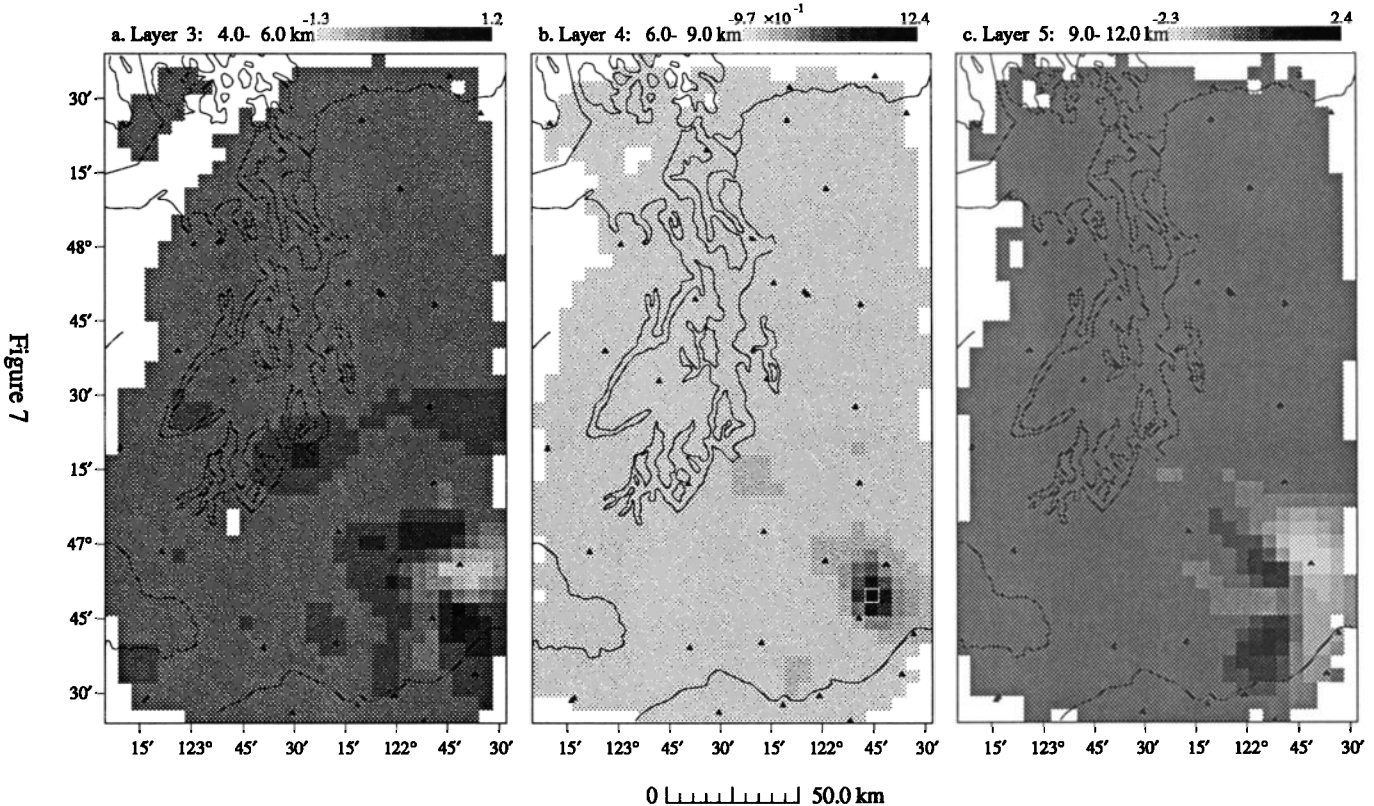 -1.3 1.2
a. Layer 3: 4.0- 6.0 km
-9.7 ×10⁻¹ 12.4
b. Layer 4: 6.0- 9.0 km
-2.3 2.4
c. Layer 5: 9.0- 12.0 km
30′
15′
48°
45′
30′
15′
47°
45′
30′
15′ 123° 45′ 30′ 15′ 122° 45′ 30′
15′ 123° 45′ 30′ 15′ 122° 45′ 30′
15′ 123° 45′ 30′ 15′ 122° 45′ 30′
0 50.0 km
Figure 7